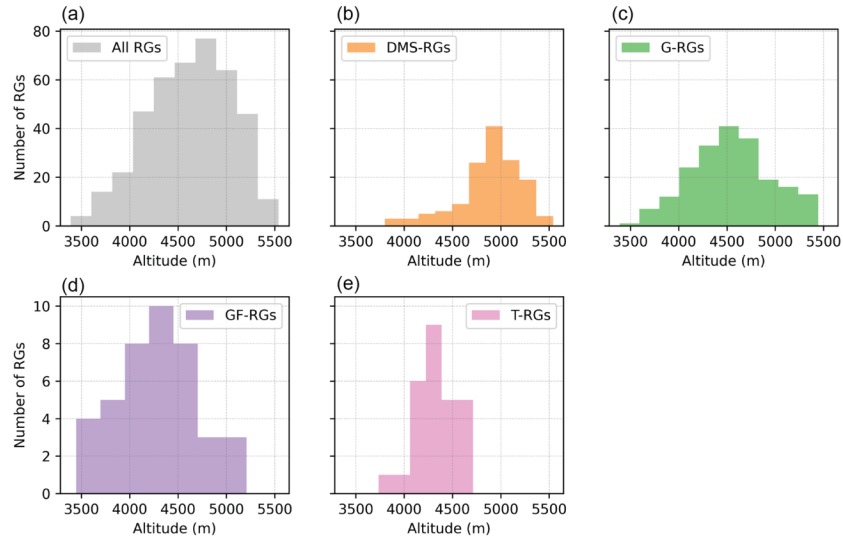 (a)
(b)
(c)
All RGs
DMS-RGs
G-RGs
Number of RGs
80
60
40
20
0
3500 4000 4500 5000 5500
3500 4000 4500 5000 5500
3500 4000 4500 5000 5500
Altitude (m)
Altitude (m)
Altitude (m)
(d)
(e)
GF-RGs
T-RGs
Number of RGs
10
8
6
4
2
0
3500 4000 4500 5000 5500
3500 4000 4500 5000 5500
Altitude (m)
Altitude (m)